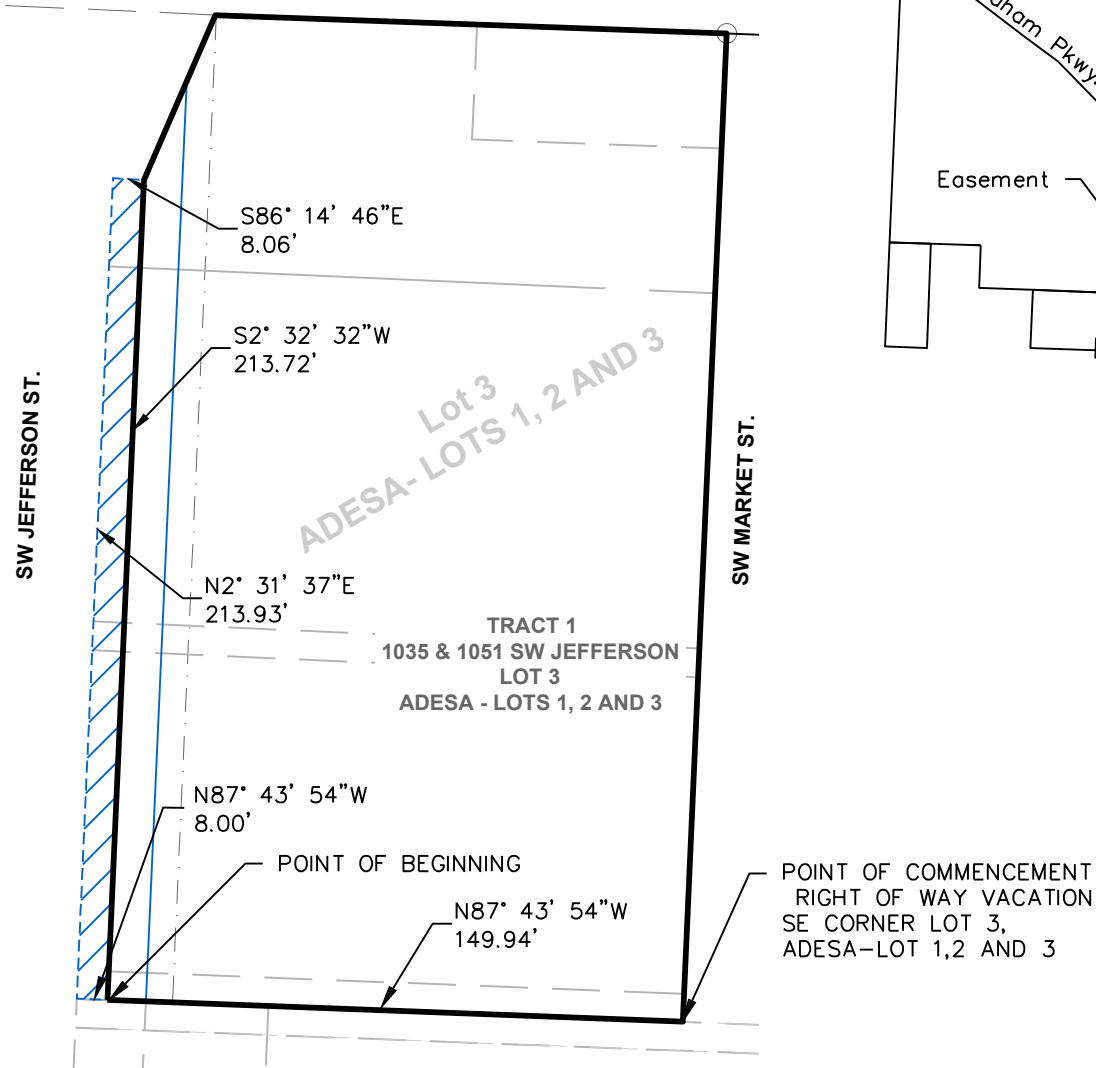 dham Pkwy.
Easement
S86° 14' 46"E
8.06'
S2° 32' 32"W
213.72'
Lot 3
ADESA- LOTS 1, 2 AND 3
SW JEFFERSON ST.
SW MARKET ST.
N2° 31' 37"E
213.93'
TRACT 1
1035 & 1051 SW JEFFERSON
LOT 3
ADESA - LOTS 1, 2 AND 3
N87° 43' 54"W
8.00'
POINT OF BEGINNING
N87° 43' 54"W
149.94'
POINT OF COMMENCEMENT
RIGHT OF WAY VACATION
SE CORNER LOT 3,
ADESA-LOT 1,2 AND 3